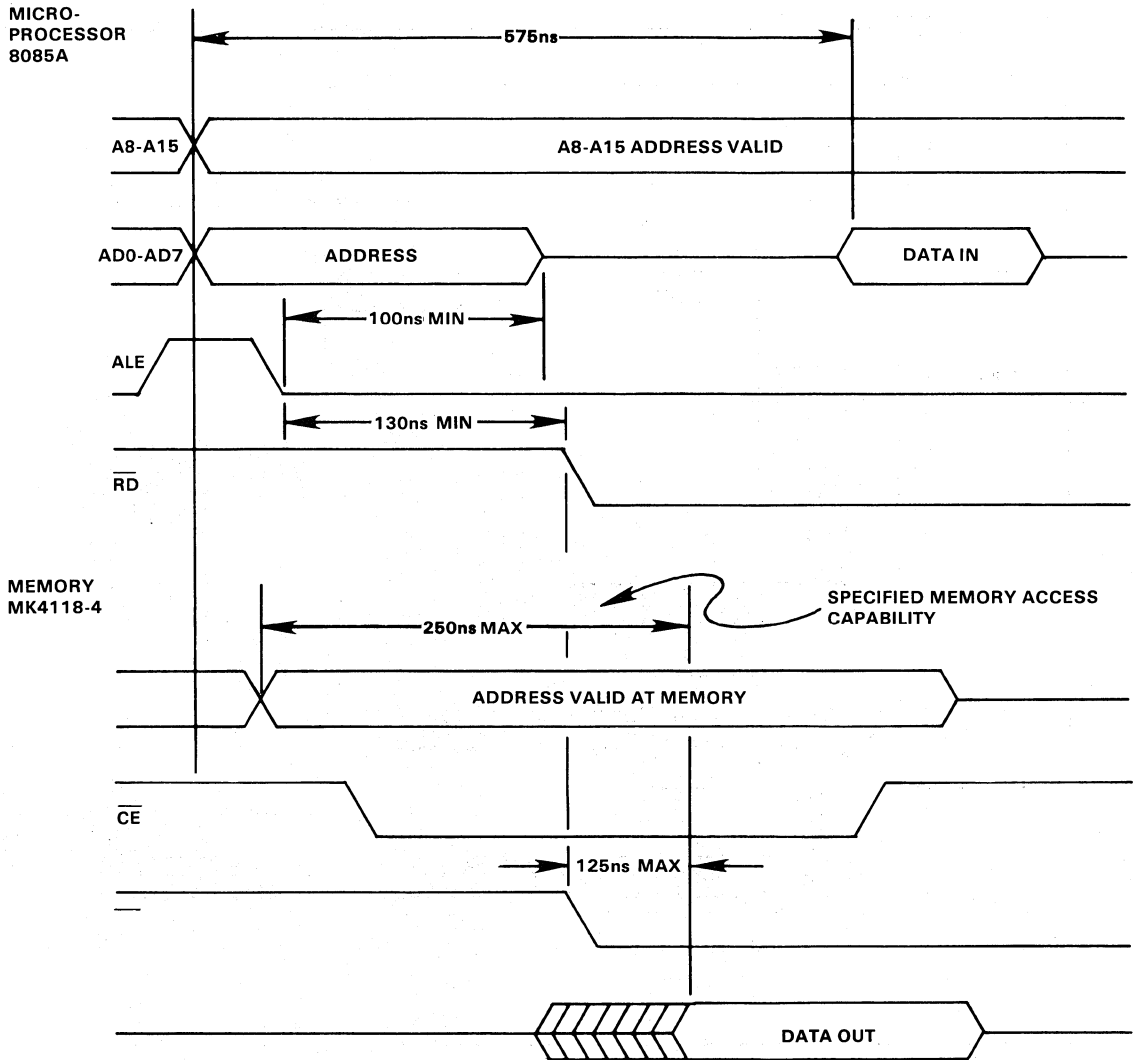 MICRO-
PROCESSOR
8085A
575ns
A8-A15
A8-A15 ADDRESS VALID
AD0-AD7
ADDRESS
DATA IN
100ns MIN
ALE
130ns MIN
RD
MEMORY
MK4118-4
SPECIFIED MEMORY ACCESS
CAPABILITY
250ns MAX
ADDRESS VALID AT MEMORY
CE
125ns MAX
DATA OUT